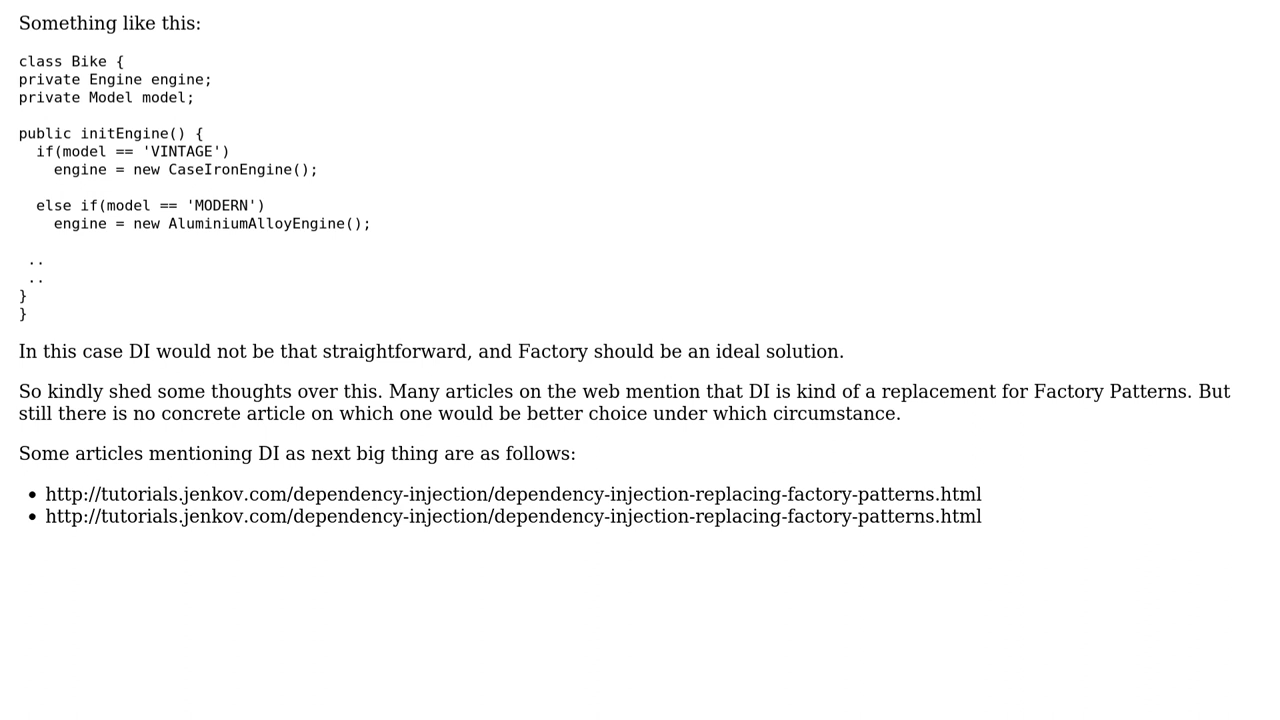 Something like this:
class Bike {
private Engine engine;
private Model model;
public initEngine() {
if(model == 'VINTAGE')
engine = new CaseIronEngine();
else if(model == 'MODERN')
engine = new AluminiumAlloyEngine();
..
..
}
}
In this case DI would not be that straightforward, and Factory should be an ideal solution.
So kindly shed some thoughts over this. Many articles on the web mention that DI is kind of a replacement for Factory Patterns. But
still there is no concrete article on which one would be better choice under which circumstance.
Some articles mentioning DI as next big thing are as follows:
• http://tutorials.jenkov.com/dependency-injection/dependency-injection-replacing-factory-patterns.html
• http://tutorials.jenkov.com/dependency-injection/dependency-injection-replacing-factory-patterns.html